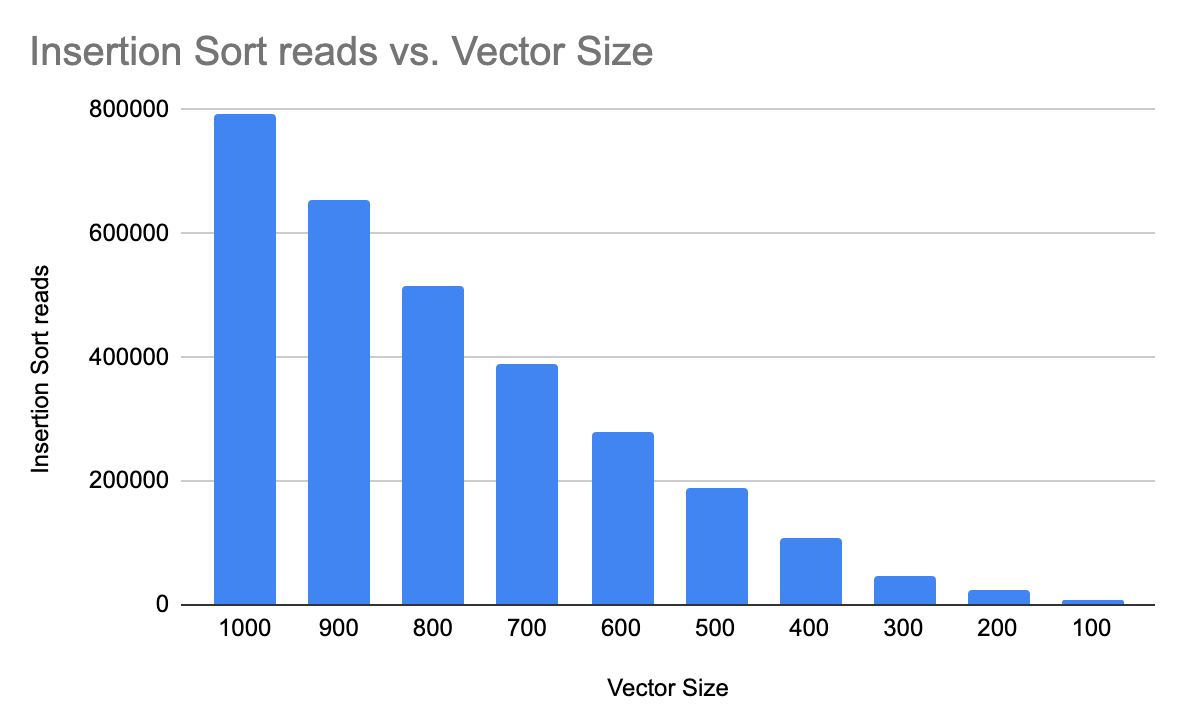 Insertion Sort reads vs. Vector Size
800000
600000
400000
200000
0
Insertion Sort reads
1000 900 800 700 600 500 400 300 200 100
Vector Size